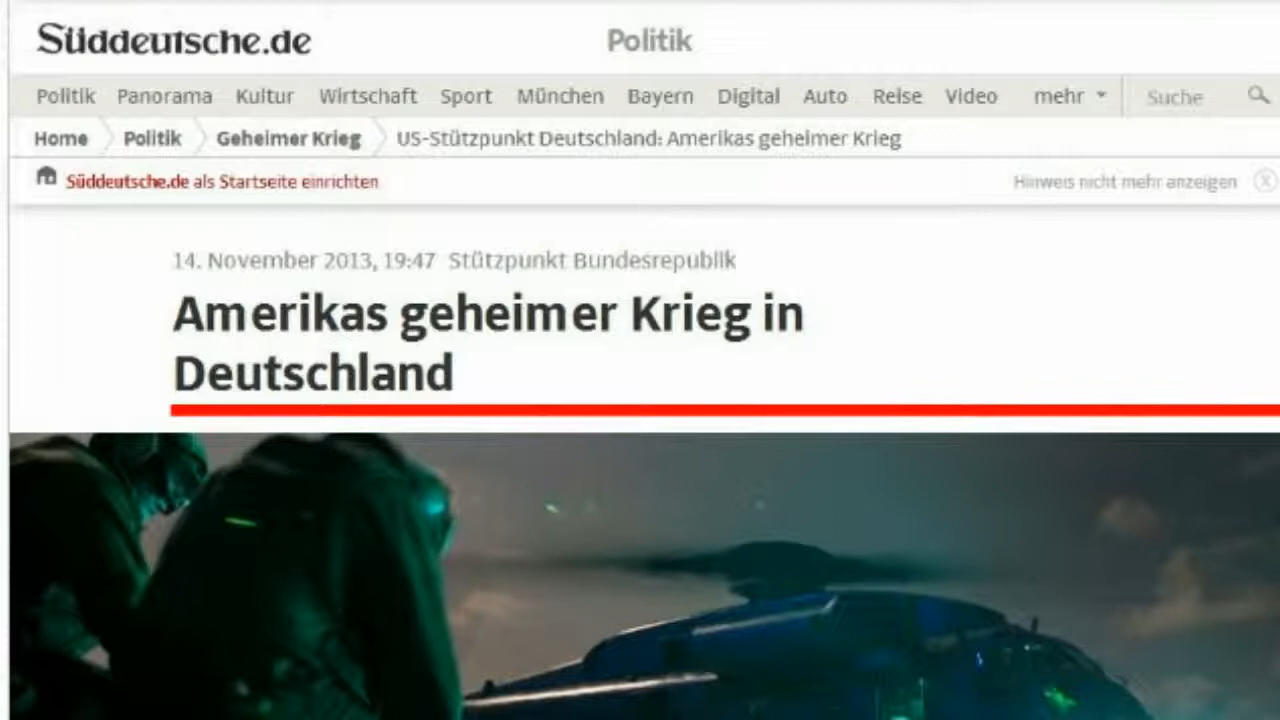 Süddeutsche.de
Politik
Politik Panorama Kultur Wirtschaft Sport München Bayern Digital Auto Reise Video mehr Suche
Home Politik Geheimer Krieg US-Stützpunkt Deutschland: Amerikas geheimer Krieg
Süddeutsche.de als Startseite einrichten Hinweis nicht mehr anzeigen
14. November 2013, 19:47 Stützpunkt Bundesrepublik
Amerikas geheimer Krieg in
Deutschland